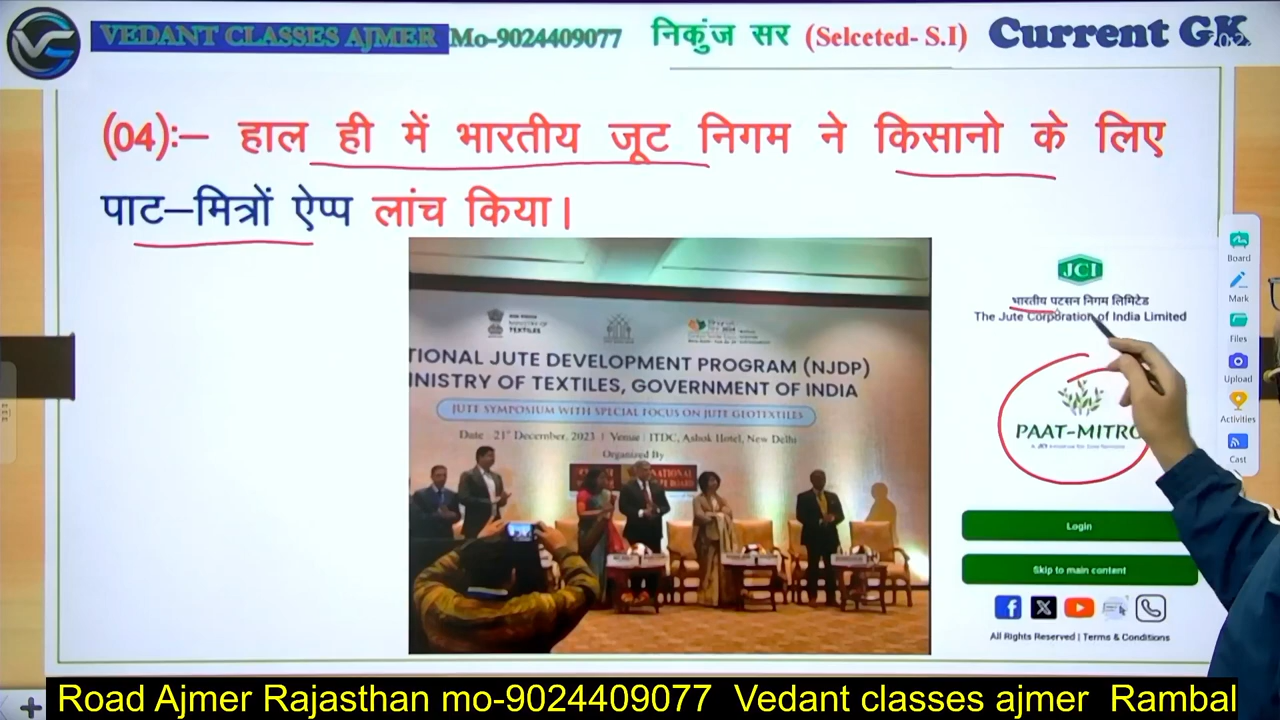 VC
VEDANT CLASSES AJMER Mo-9024409077 निकुंज सर (Selceted- S.I) Current GK
(04):– हाल ही में भारतीय जूट निगम ने किसानो के लिए
पाट–मित्रों ऐप्प लांच किया।
MINISTRY OF
TEXTILES
TIONAL JUTE DEVELOPMENT PROGRAM (NJDP)
INISTRY OF TEXTILES, GOVERNMENT OF INDIA
JUTE SYMPOSIUM WITH SPECIAL FOCUS ON JUTE GEOTEXTILES
Date : 21st December, 2023 | Venue : ITDC, Ashok Hotel, New Delhi
Organized By
JCI
भारतीय पटसन निगम लिमिटेड
The Jute Corporation of India Limited
PAAT-MITRO
Login
Skip to main content
All Rights Reserved | Terms & Conditions
Board
Mark
Files
Upload
Activities
Cast
Road Ajmer Rajasthan mo-9024409077 Vedant classes ajmer Rambal